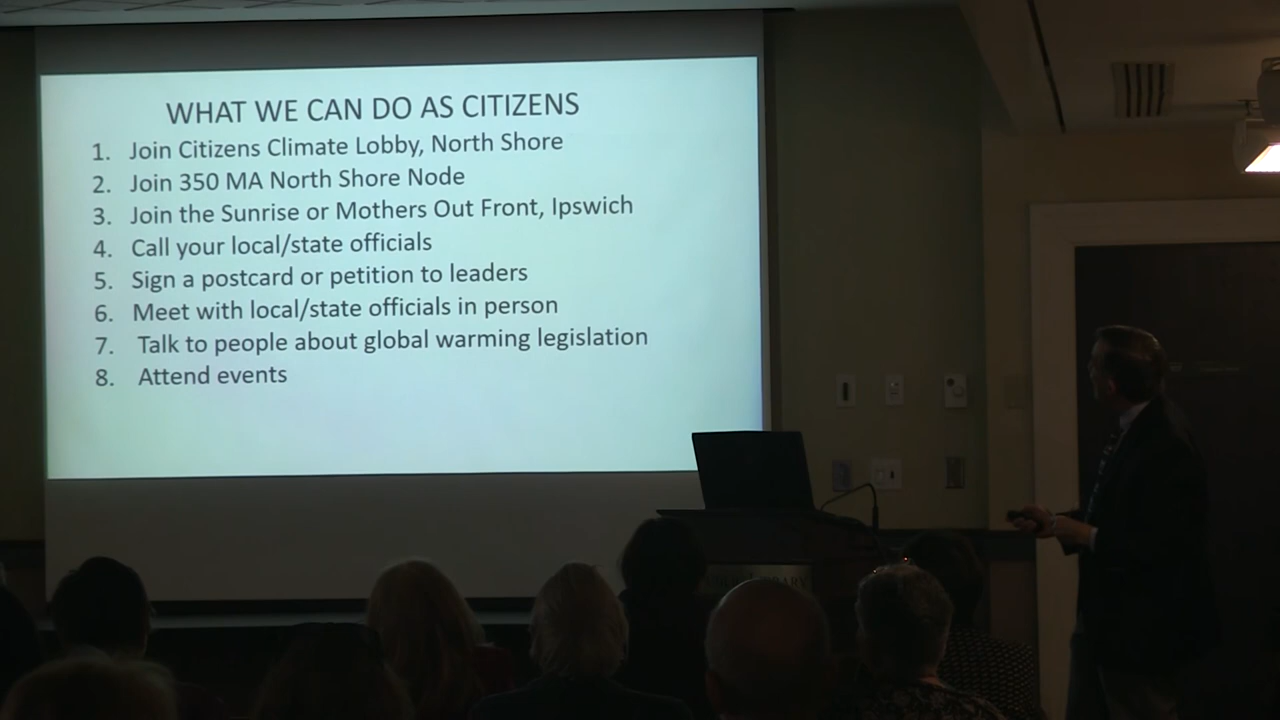 WHAT WE CAN DO AS CITIZENS
1. Join Citizens Climate Lobby, North Shore
2. Join 350 MA North Shore Node
3. Join the Sunrise or Mothers Out Front, Ipswich
4. Call your local/state officials
5. Sign a postcard or petition to leaders
6. Meet with local/state officials in person
7. Talk to people about global warming legislation
8. Attend events